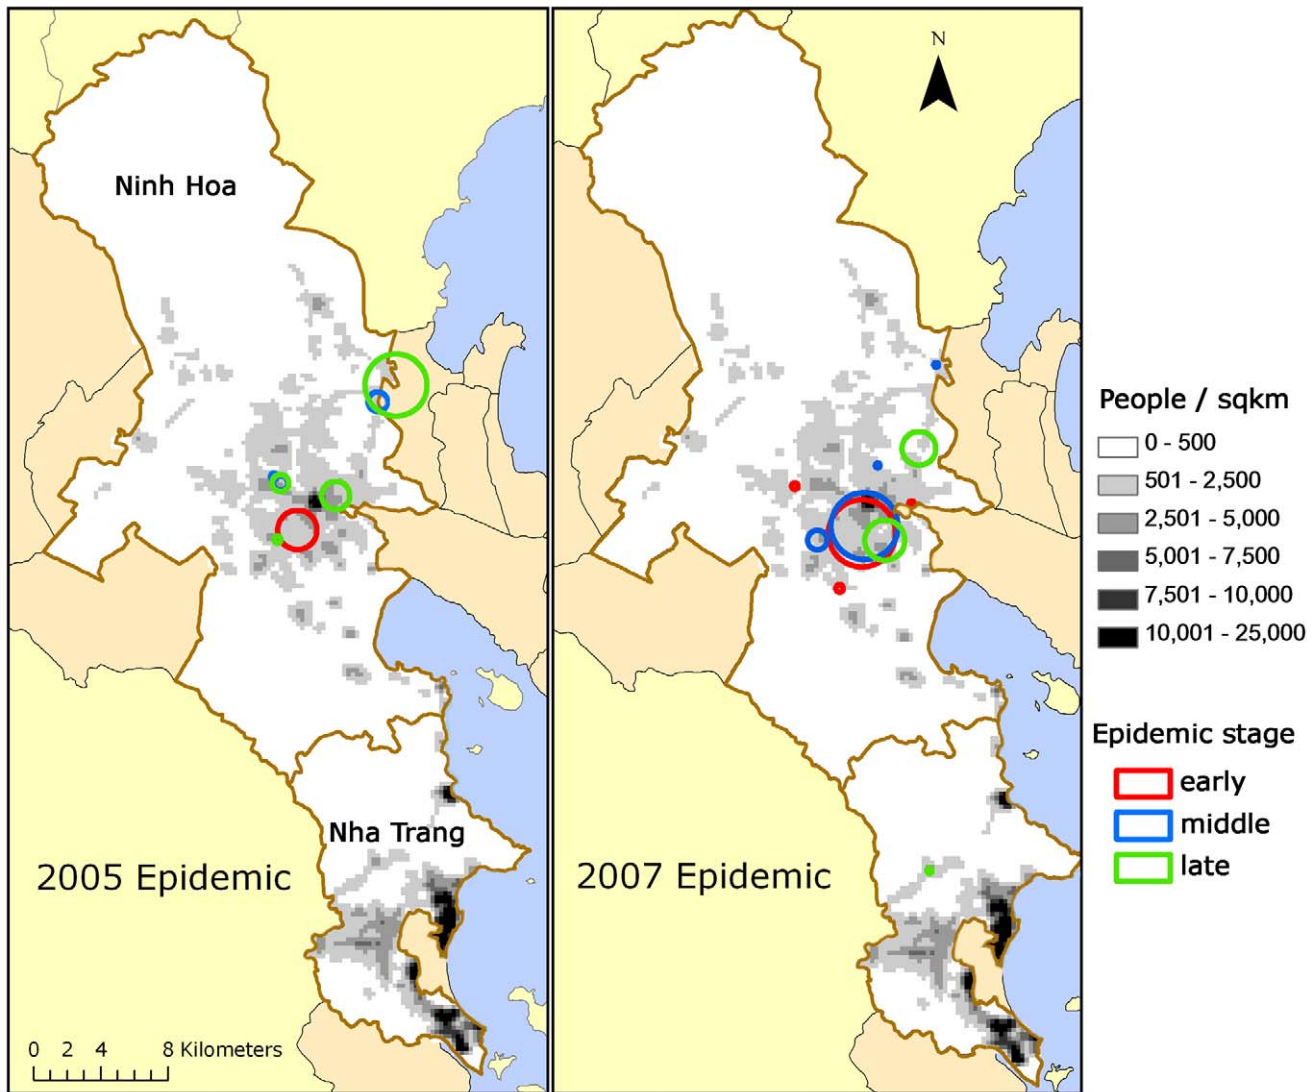 N
Ninh Hoa
Nha Trang
2005 Epidemic
2007 Epidemic
0 2 4 8 Kilometers
People / sqkm
0 - 500
501 - 2,500
2,501 - 5,000
5,001 - 7,500
7,501 - 10,000
10,001 - 25,000
Epidemic stage
early
middle
late